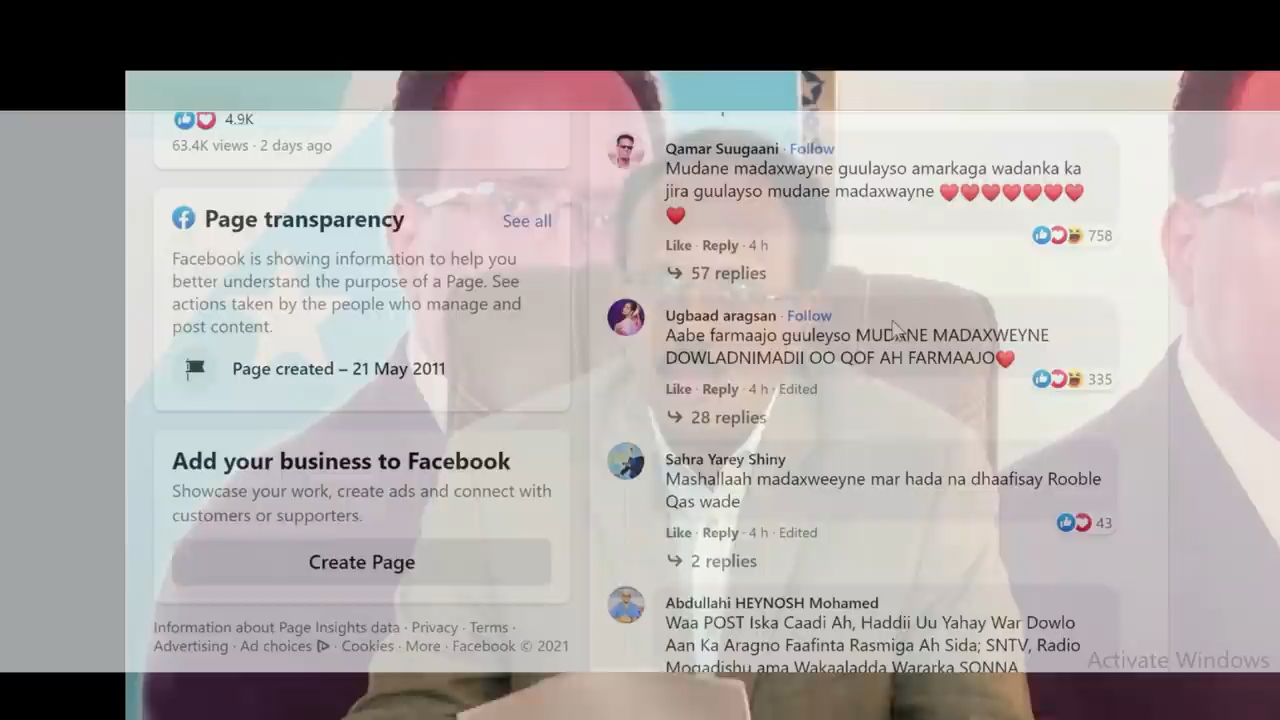 4.9K
63.4K views · 2 days ago
Page transparency
See all
Facebook is showing information to help you
better understand the purpose of a Page. See
actions taken by the people who manage and
post content.
Page created – 21 May 2011
Add your business to Facebook
Showcase your work, create ads and connect with
customers or supporters.
Create Page
Information about Page Insights data · Privacy · Terms ·
Advertising · Ad choices · Cookies · More · Facebook © 2021
Qamar Suugaani · Follow
Mudane madaxwayne guulayso amarkaga wadanka ka
jira guulayso mudane madaxwayne ❤❤❤❤❤❤❤
❤
758
Like · Reply · 4 h
57 replies
Ugbaad aragsan · Follow
Aabe farmaajo guuleyso MUDANE MADAXWEYNE
DOWLADNIMADII OO QOF AH FARMAAJO❤
335
Like · Reply · 4 h · Edited
28 replies
Sahra Yarey Shiny
Mashallaah madaxweeyne mar hada na dhaafisay Rooble
Qas wade
43
Like · Reply · 4 h · Edited
2 replies
Abdullahi HEYNOSH Mohamed
Waa POST Iska Caadi Ah, Haddii Uu Yahay War Dowlo
Aan Ka Aragno Faafinta Rasmiga Ah Sida; SNTV, Radio
Mogadishu ama Wakaaladda Wararka SONNA
Activate Windows